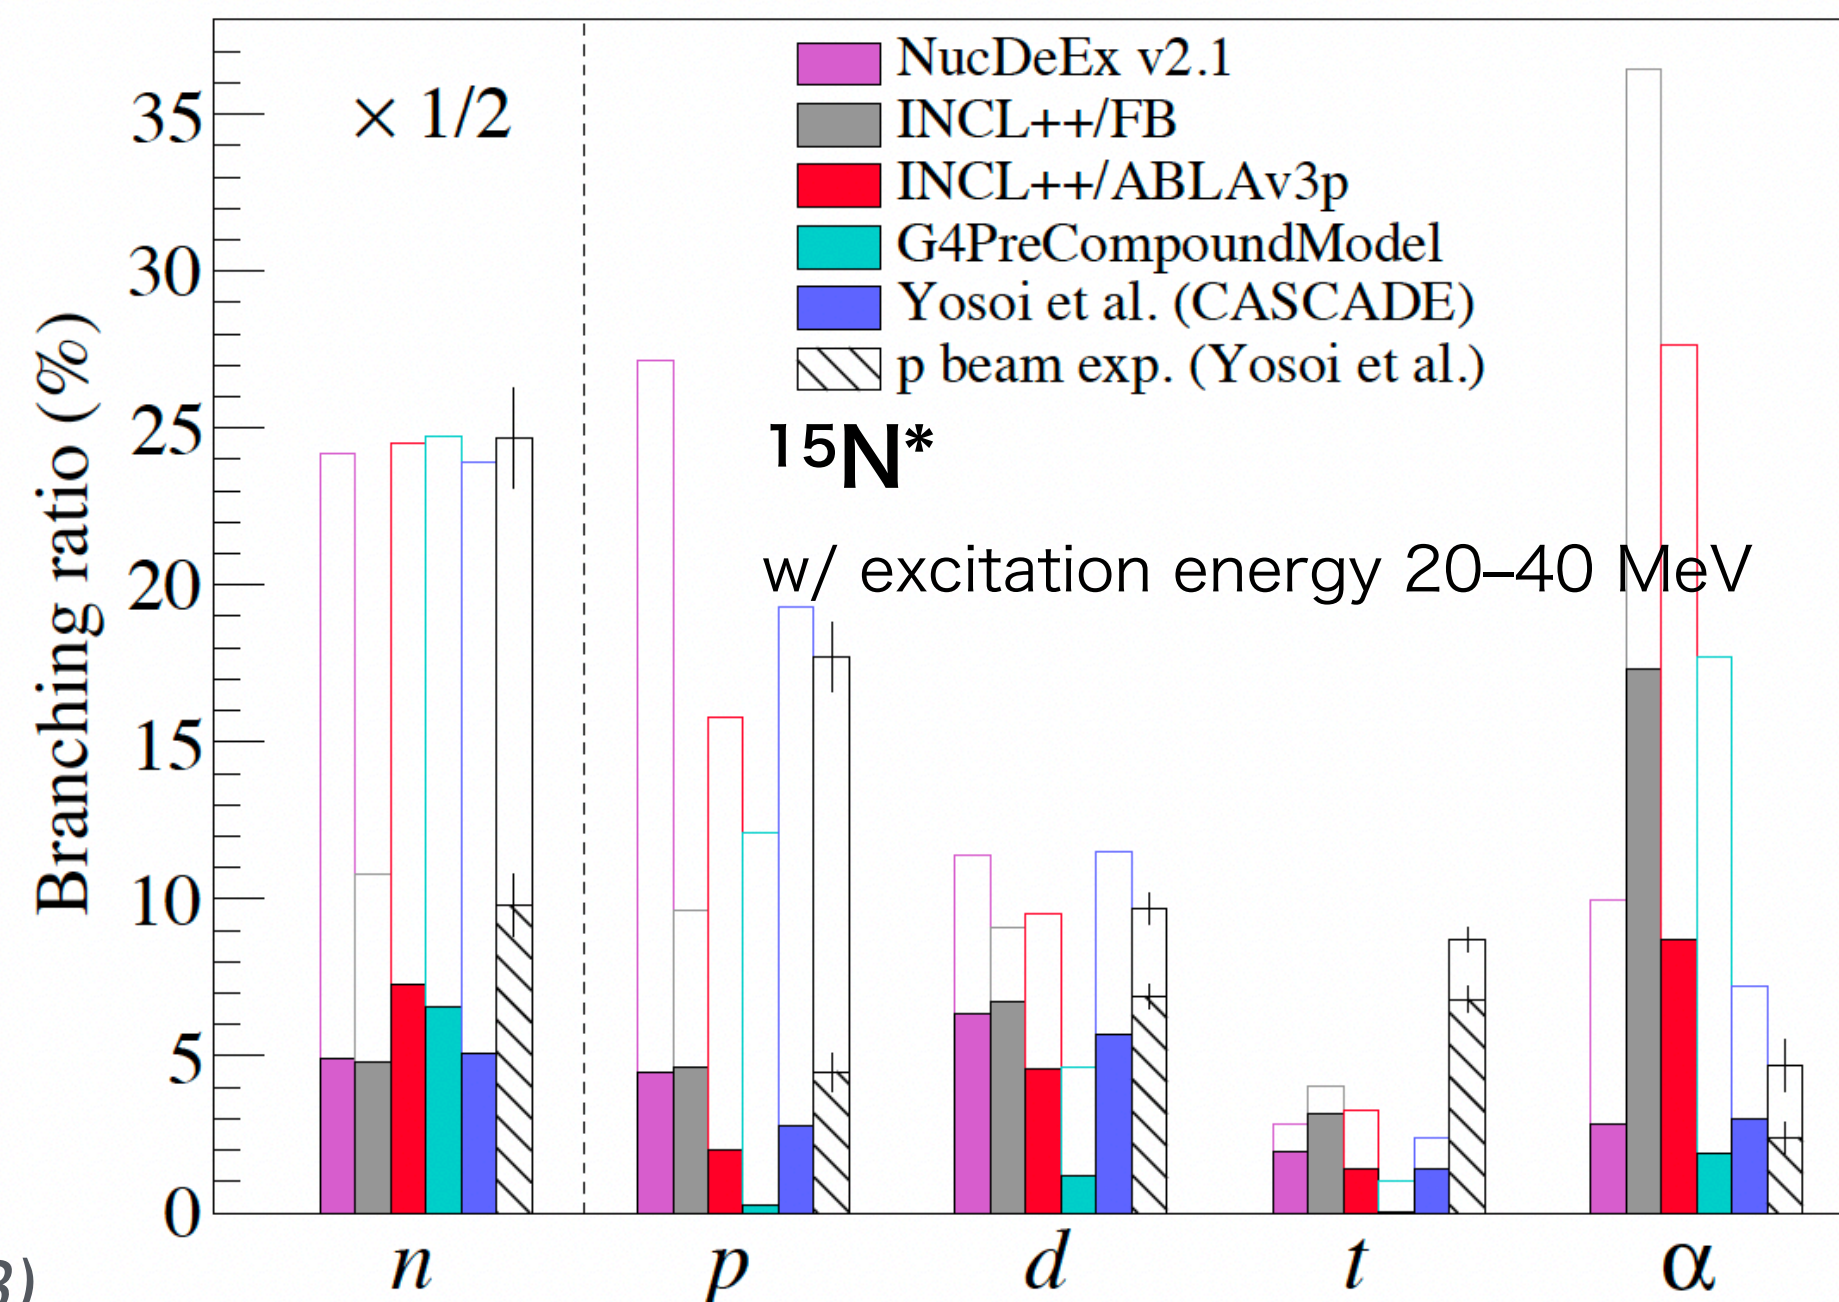 Branching ratio (%)
35
30
25
20
15
10
5
0
× 1/2
NucDeEx v2.1
INCL++/FB
INCL++/ABLAv3p
G4PreCompoundModel
Yosoi et al. (CASCADE)
p beam exp. (Yosoi et al.)
¹⁵N*
w/ excitation energy 20–40 MeV
n
p
d
t
α
3)